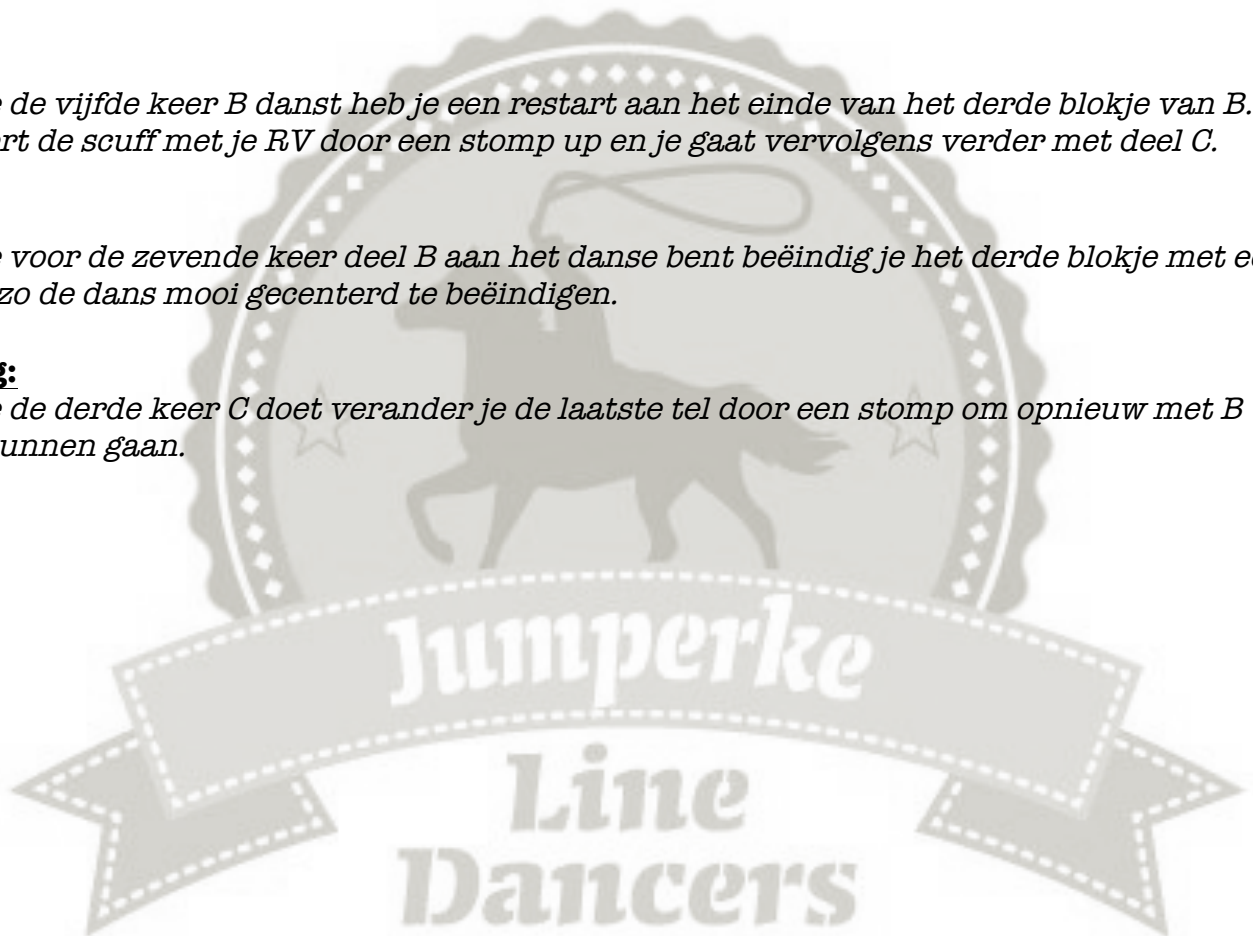 de vijfde keer B danst heb je een restart aan het einde van het derde blokje van B.
rt de scuff met je RV door een stomp up en je gaat vervolgens verder met deel C.
voor de zevende keer deel B aan het danse bent beëindig je het derde blokje met
zo de dans mooi gecenterd te beëindigen.
g:
de derde keer C doet verander je de laatste tel door een stomp om opnieuw met B
unnen gaan.
Jumperke
Line
Dancers